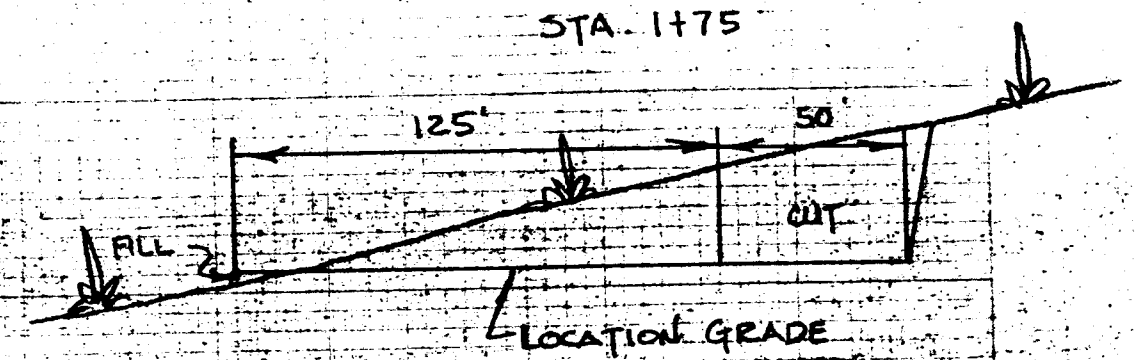 STA. 1+75
125'
50'
CUT
FILL
LOCATION GRADE